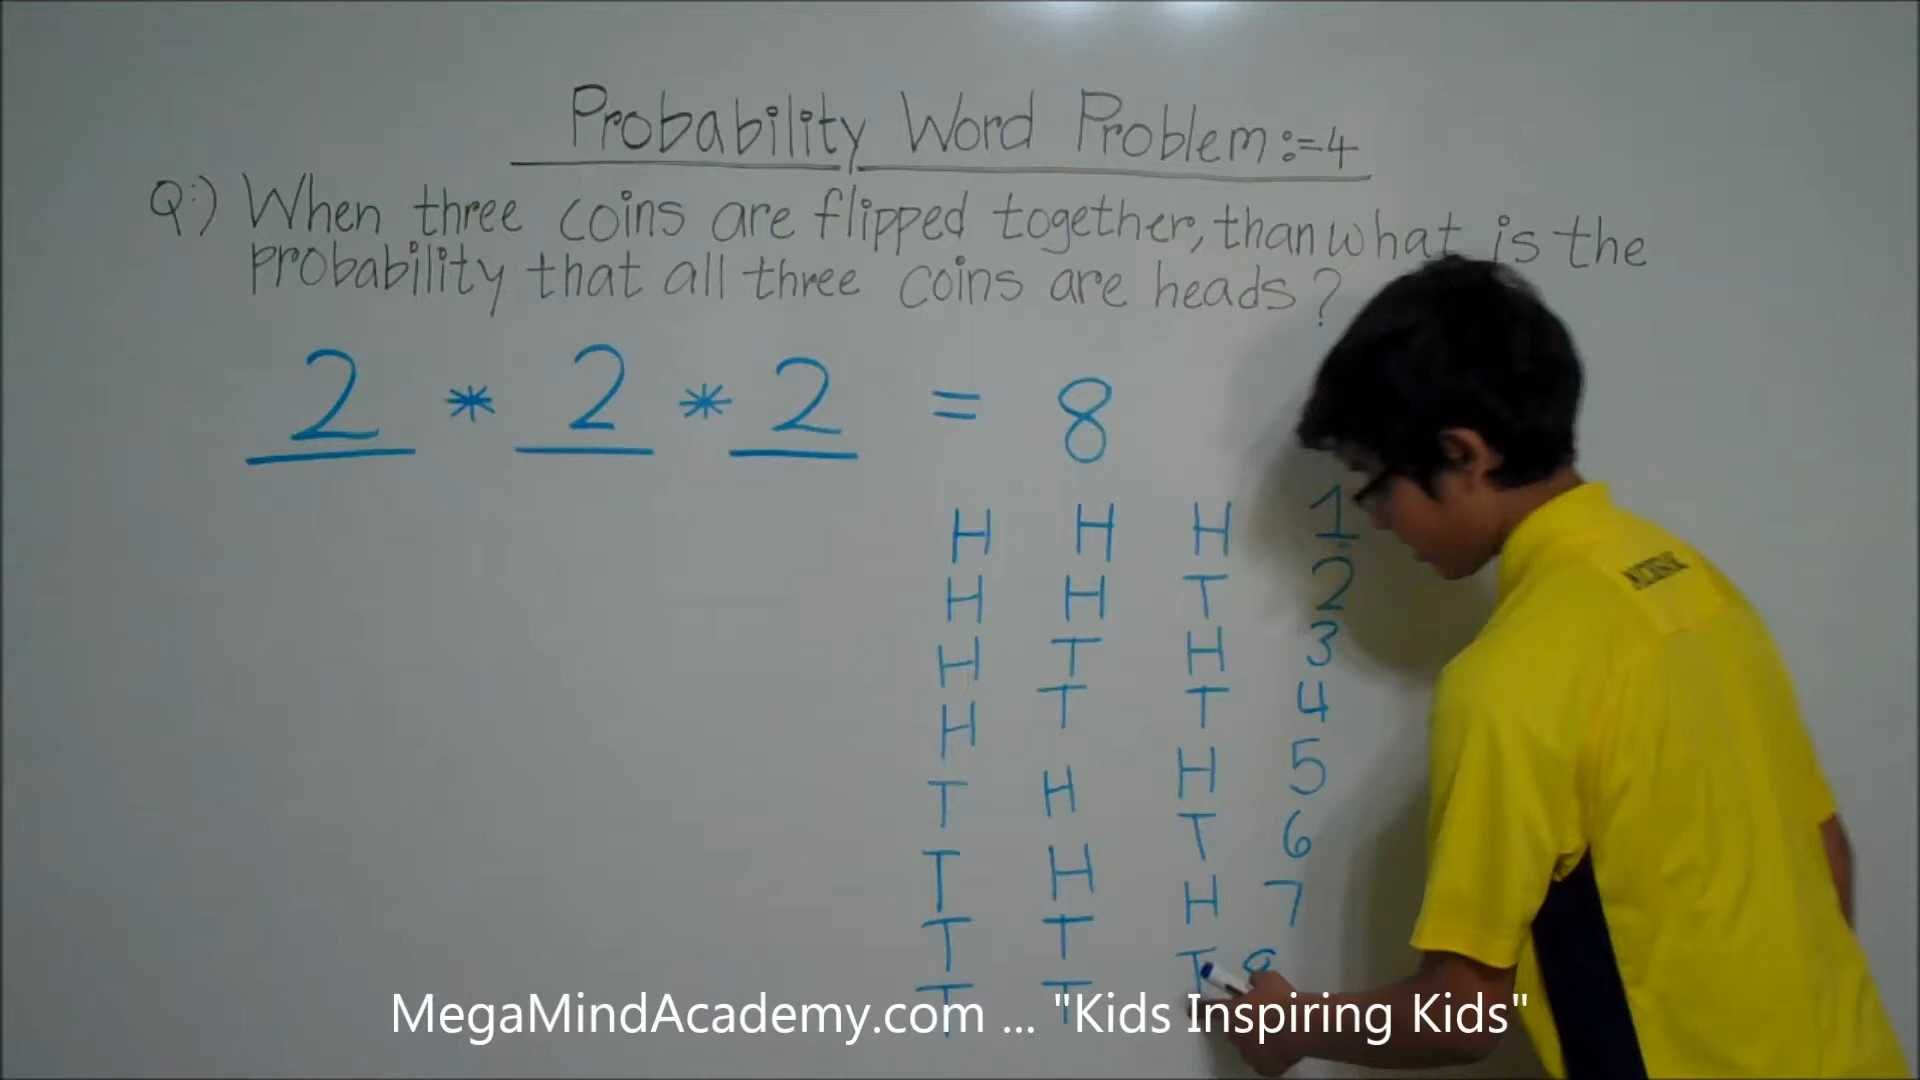 Probability Word Problem:=4
Q:) When three coins are flipped together, than what is the
probability that all three coins are heads?
2 * 2 * 2 = 8
H H H 1
H H T 2
H T H 3
H T T 4
T H H 5
T H T 6
T T H 7
T T T 8
MegaMindAcademy.com ... "Kids Inspiring Kids"